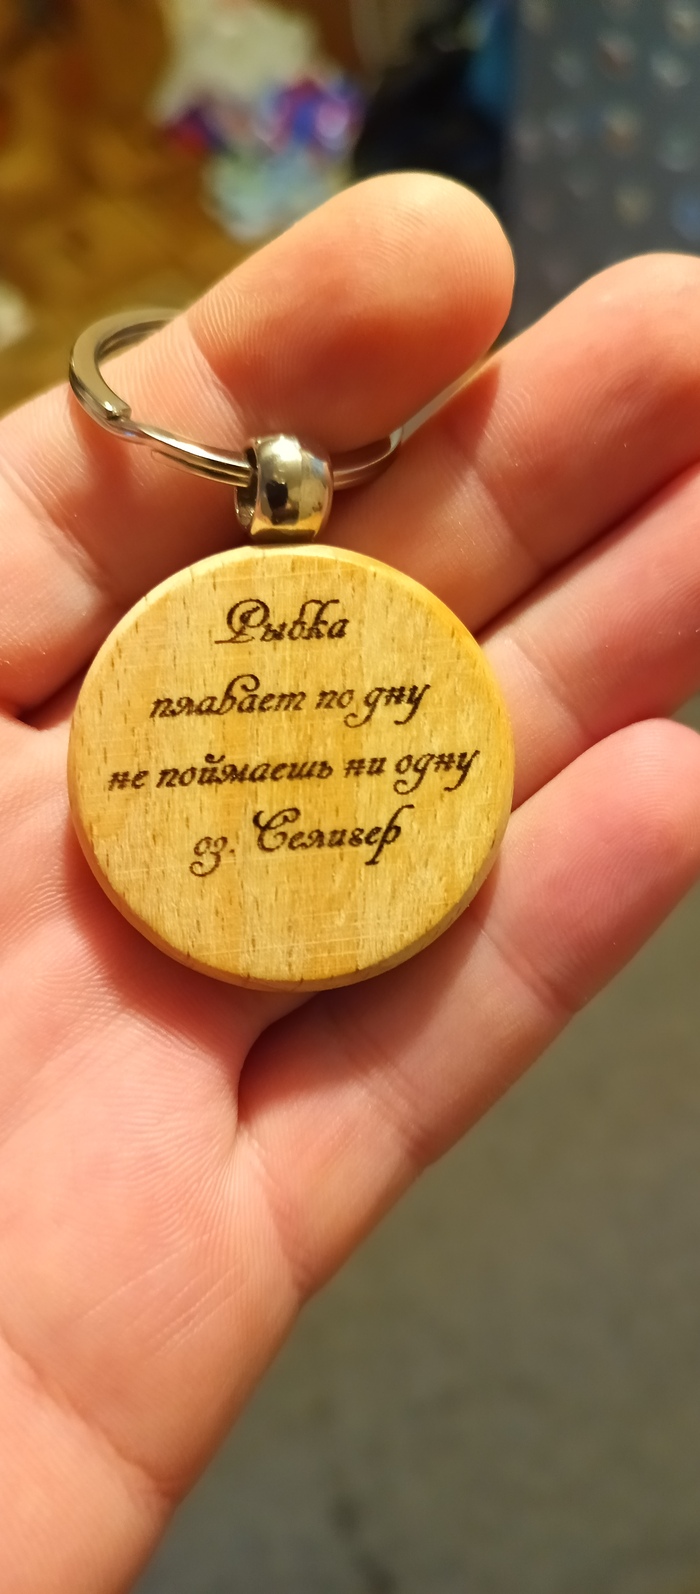 Рыбка
плавает по дну
не поймаешь ни одну
оз. Селигер